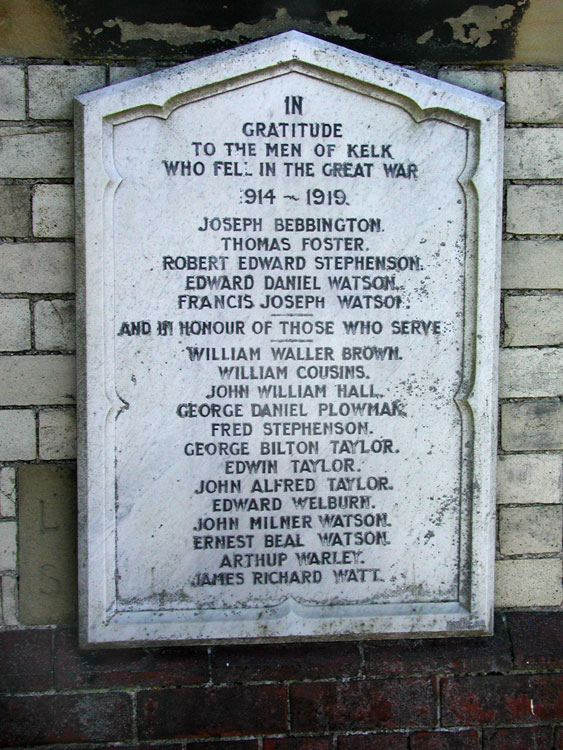 IN
GRATITUDE
TO THE MEN OF KELK
WHO FELL IN THE GREAT WAR
914 ~ 1919.
JOSEPH BEBBINGTON.
THOMAS FOSTER.
ROBERT EDWARD STEPHENSON.
EDWARD DANIEL WATSON.
FRANCIS JOSEPH WATSON
AND IN HONOUR OF THOSE WHO SERVE
WILLIAM WALLER BROWN.
WILLIAM COUSINS.
JOHN WILLIAM HALL.
GEORGE DANIEL PLOWMAN.
FRED STEPHENSON.
GEORGE BILTON TAYLOR.
EDWIN TAYLOR.
JOHN ALFRED TAYLOR.
EDWARD WELBURN.
JOHN MILNER WATSON.
ERNEST BEAL WATSON.
ARTHUP WARLEY.
JAMES RICHARD WATT.